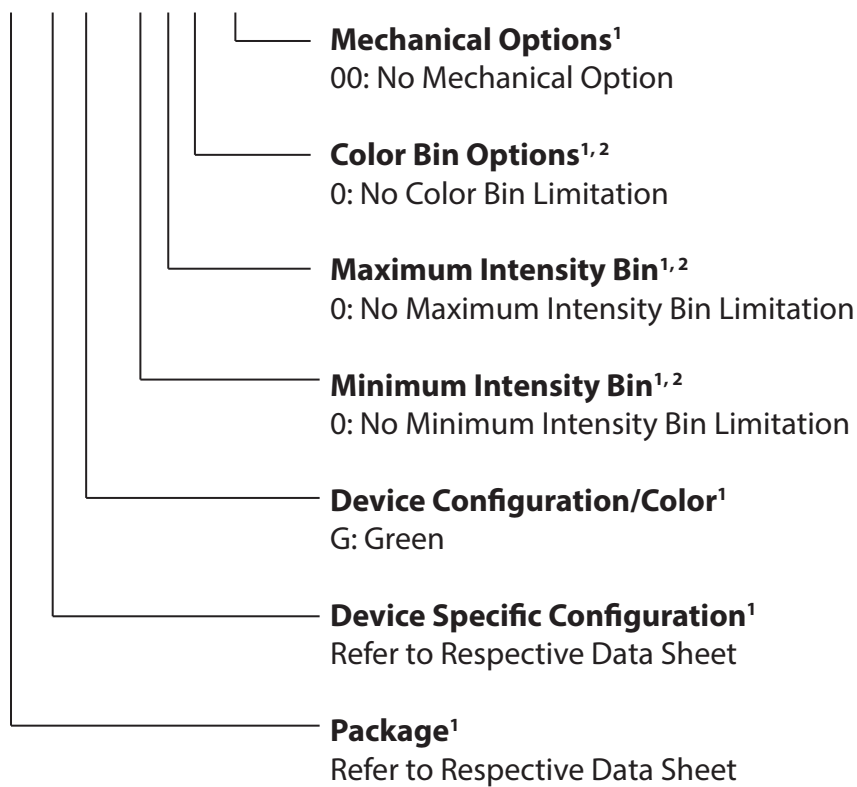 Mechanical Options1
00: No Mechanical Option
Color Bin Options1, 2
0: No Color Bin Limitation
Maximum Intensity Bin1, 2
0: No Maximum Intensity Bin Limitation
Minimum Intensity Bin1, 2
0: No Minimum Intensity Bin Limitation
Device Configuration/Color1
G: Green
Device Specific Configuration1
Refer to Respective Data Sheet
Package1
Refer to Respective Data Sheet